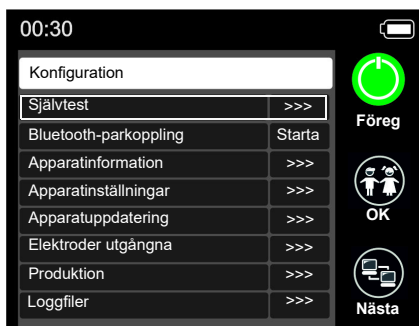 00:30
Konfiguration
Självtest >>>
Föreg
Bluetooth-parkoppling Starta
Apparatinformation >>>
Apparatinställningar >>>
Apparatuppdatering >>>
OK
Elektroder utgångna >>>
Produktion >>>
Loggfiler >>>
Nästa